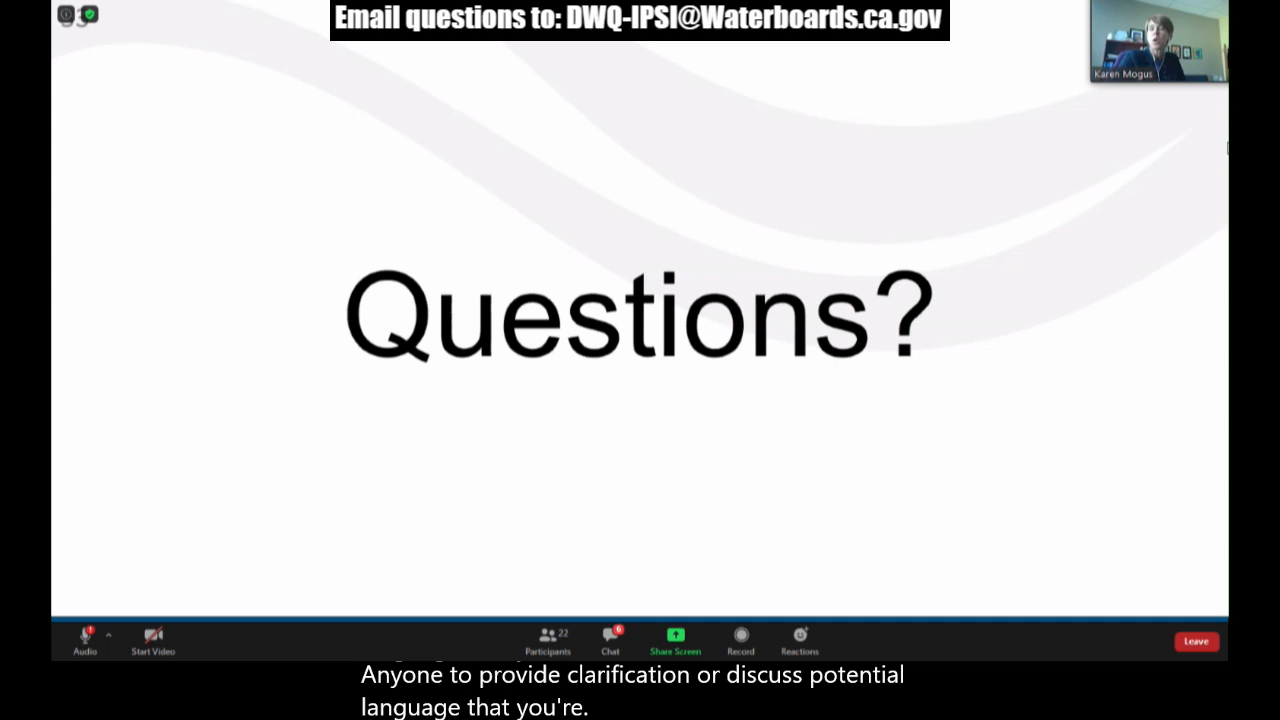 Email questions to: DWQ-IPSI@Waterboards.ca.gov
Karen Mogus
Questions?
22
6
Audio
Start Video
Participants
Chat
Share Screen
Record
Reactions
Leave
Anyone to provide clarification or discuss potential
language that you're.